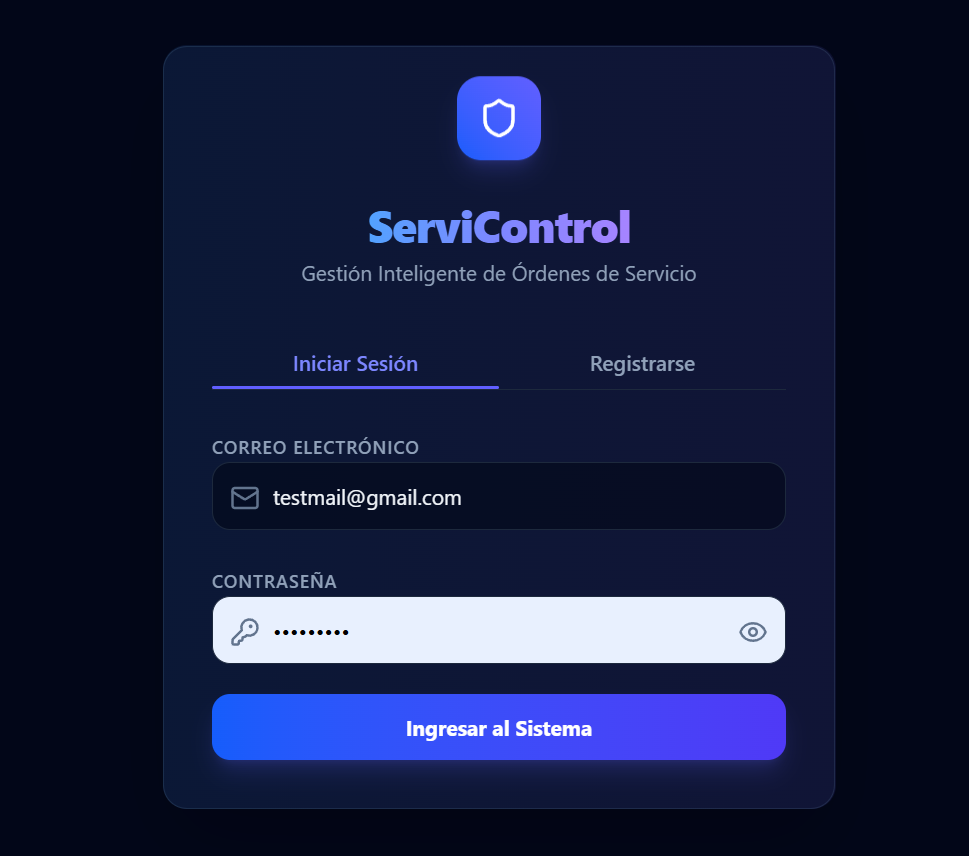 ServiControl
Gestión Inteligente de Órdenes de Servicio
Iniciar Sesión
Registrarse
CORREO ELECTRÓNICO
testmail@gmail.com
CONTRASEÑA
•••••••••
Ingresar al Sistema